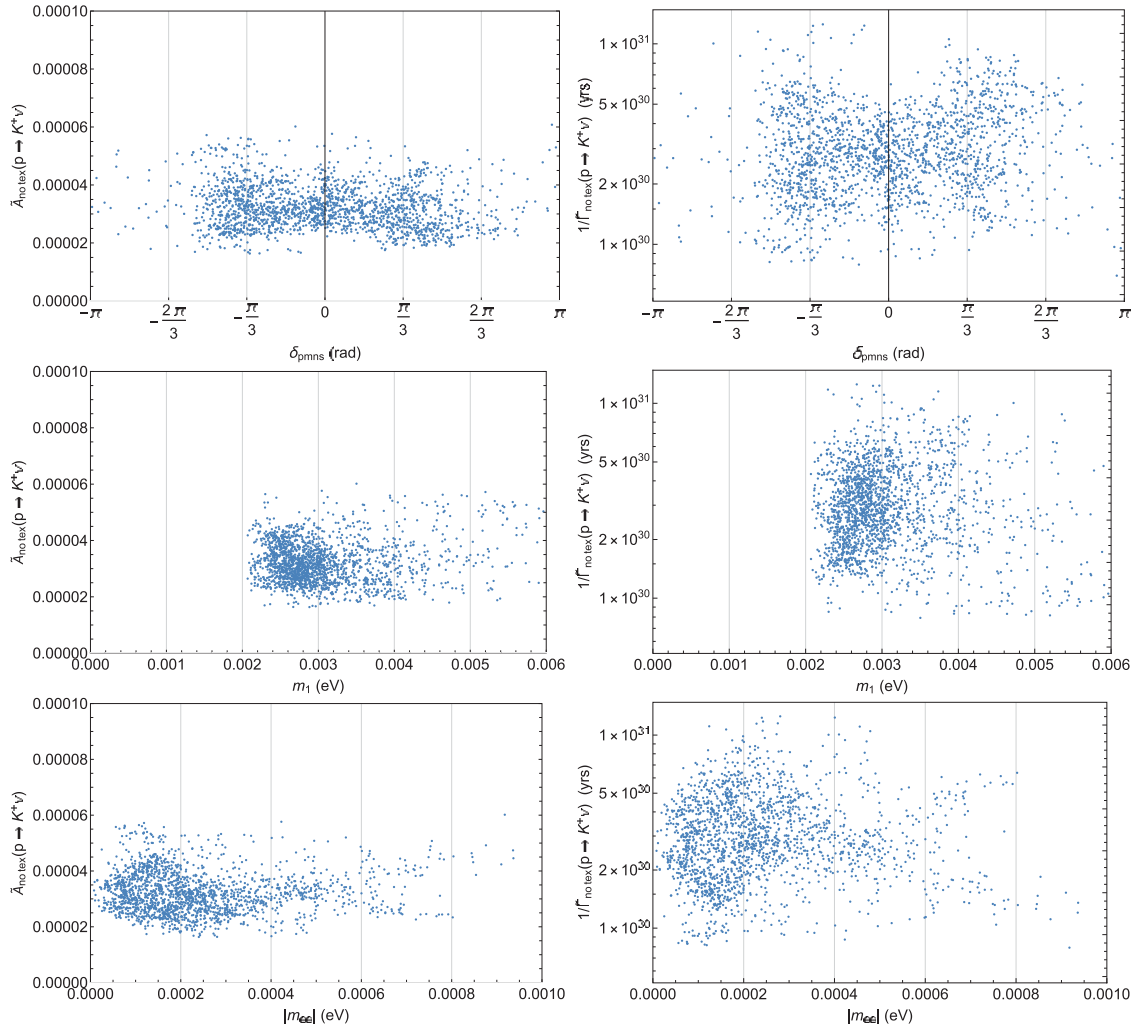 0.00010
0.00008
0.00006
0.00004
0.00002
0.00000
Ã_no tex(p → K⁺ν)
−π
−2π/3
−π/3
0
π/3
2π/3
π
δ_pmns (rad)
1 × 10³¹
5 × 10³⁰
2 × 10³⁰
1 × 10³⁰
1/Γ̃_no tex(p → K⁺ν) (yrs)
−π
−2π/3
−π/3
0
π/3
2π/3
π
δ_pmns (rad)
0.00010
0.00008
0.00006
0.00004
0.00002
0.00000
Ã_no tex(p → K⁺ν)
0.000 0.001 0.002 0.003 0.004 0.005 0.006
m₁ (eV)
1 × 10³¹
5 × 10³⁰
2 × 10³⁰
1 × 10³⁰
1/Γ̃_no tex(p → K⁺ν) (yrs)
0.000 0.001 0.002 0.003 0.004 0.005 0.006
m₁ (eV)
0.00010
0.00008
0.00006
0.00004
0.00002
0.00000
Ã_no tex(p → K⁺ν)
0.0000 0.0002 0.0004 0.0006 0.0008 0.0010
|m_ee| (eV)
1 × 10³¹
5 × 10³⁰
2 × 10³⁰
1 × 10³⁰
1/Γ̃_no tex(p → K⁺ν) (yrs)
0.0000 0.0002 0.0004 0.0006 0.0008 0.0010
|m_ee| (eV)